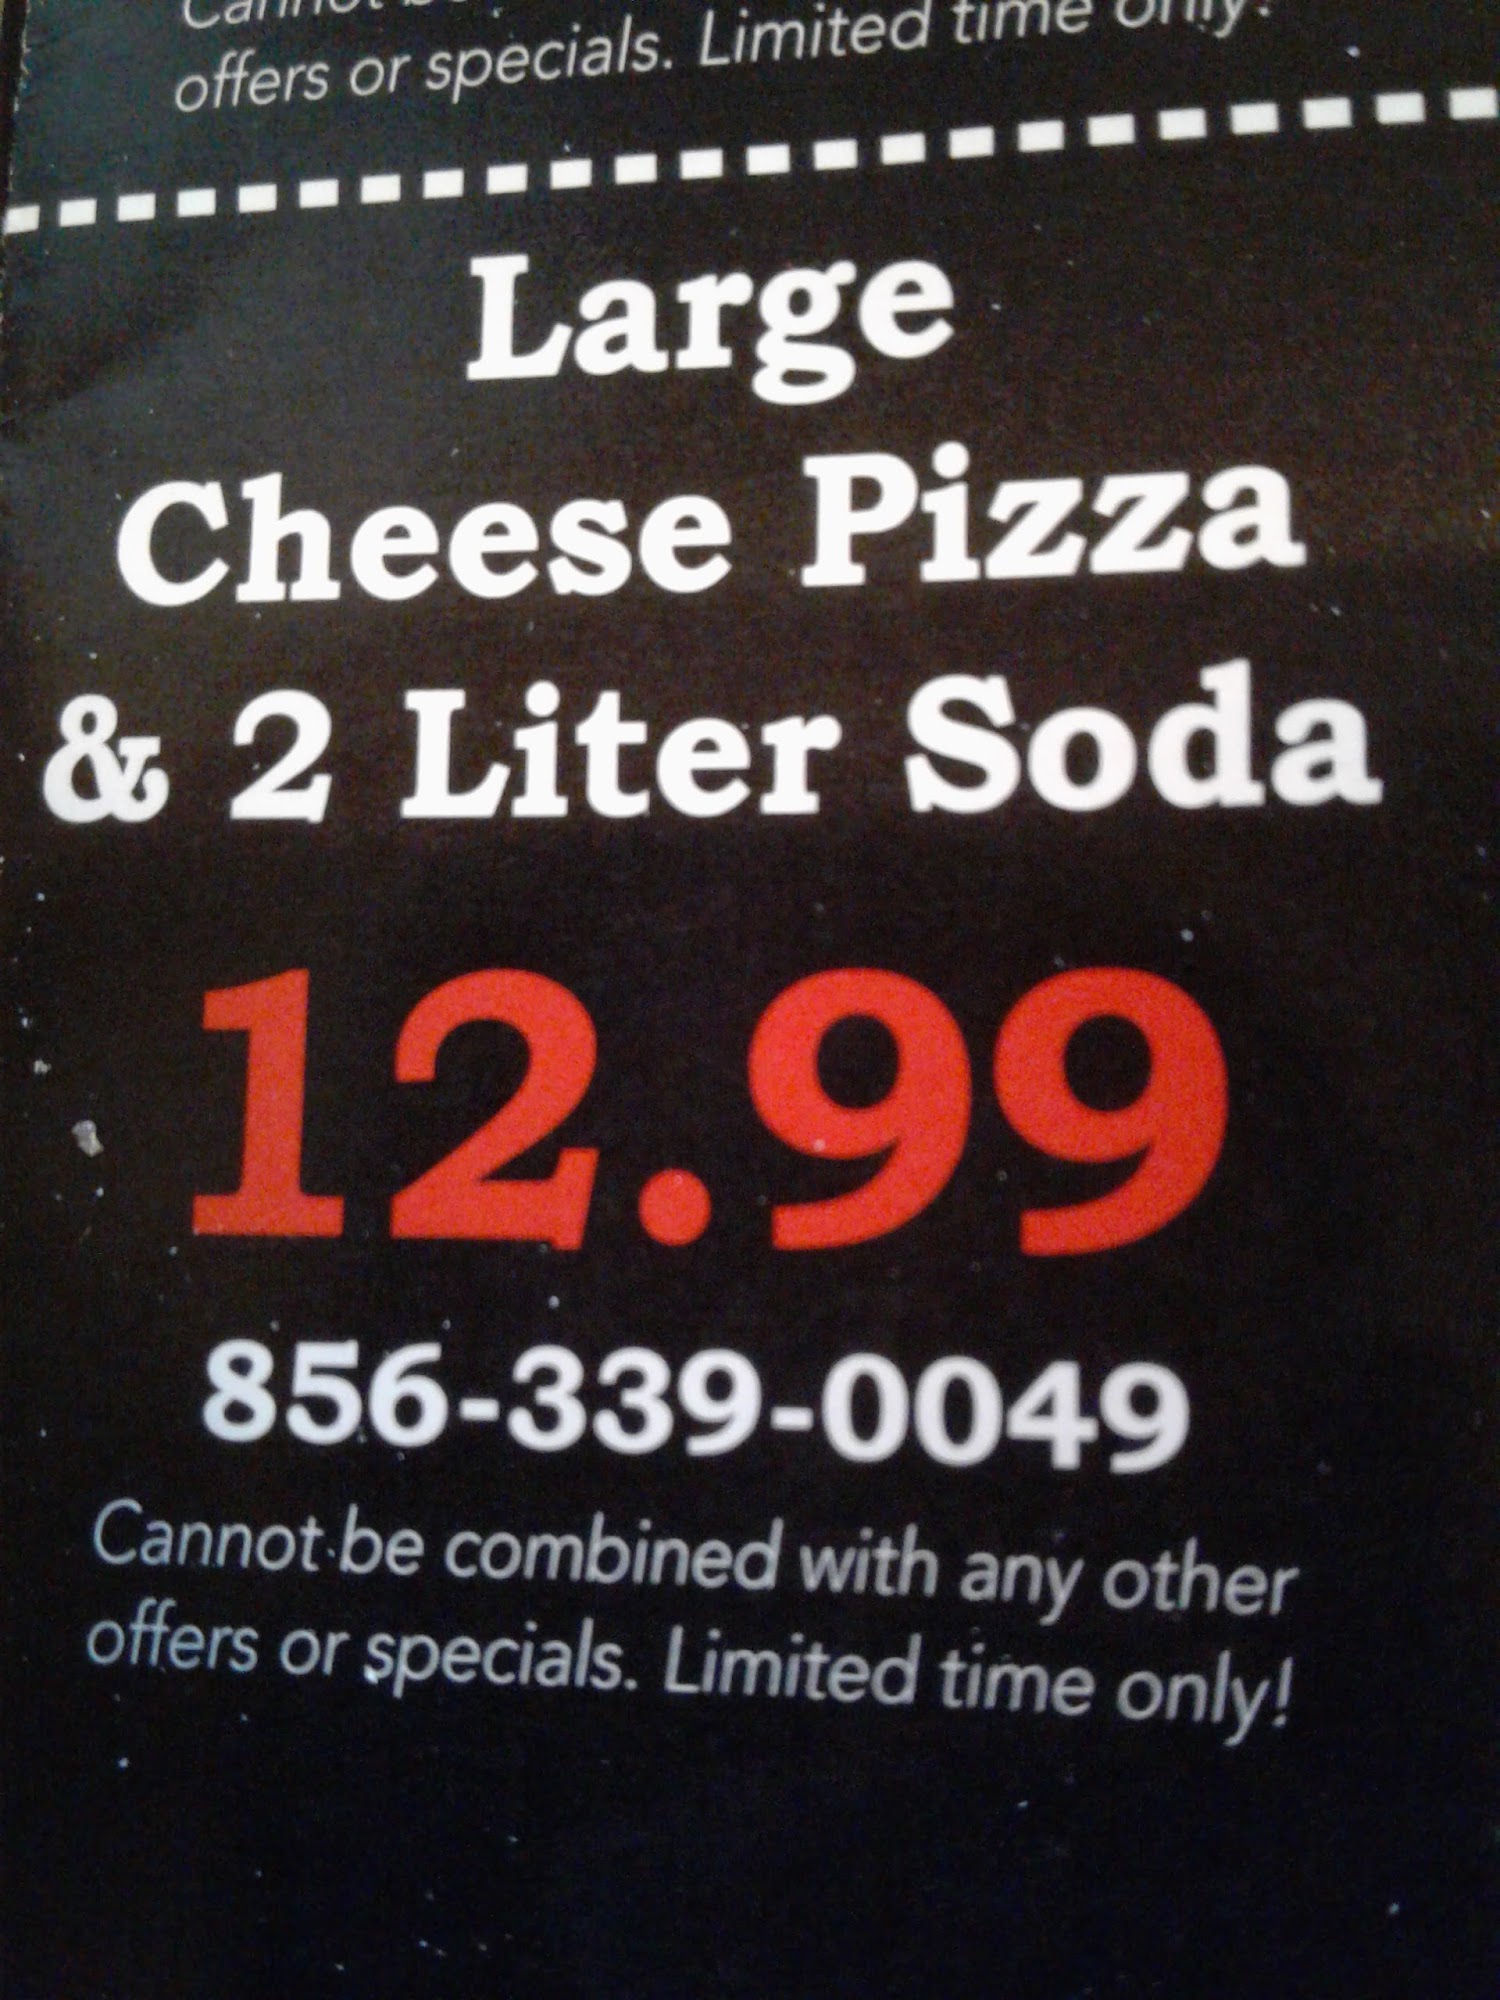 Cannot
offers or specials. Limited time only!
Large
Cheese Pizza
& 2 Liter Soda
12.99
856-339-0049
Cannot be combined with any other
offers or specials. Limited time only!